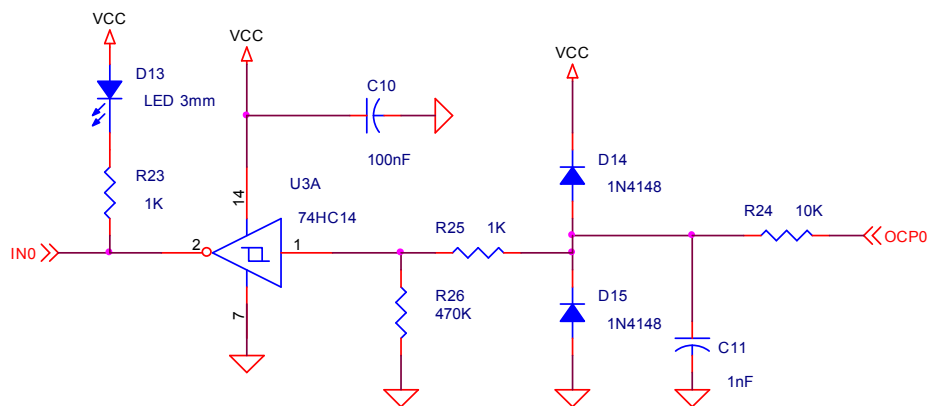 VCC
VCC
VCC
D13
LED 3mm
C10
100nF
D14
1N4148
R23
1K
14
U3A
74HC14
R24 10K
R25 1K
IN0
2
1
OCP0
R26
470K
D15
1N4148
7
C11
1nF